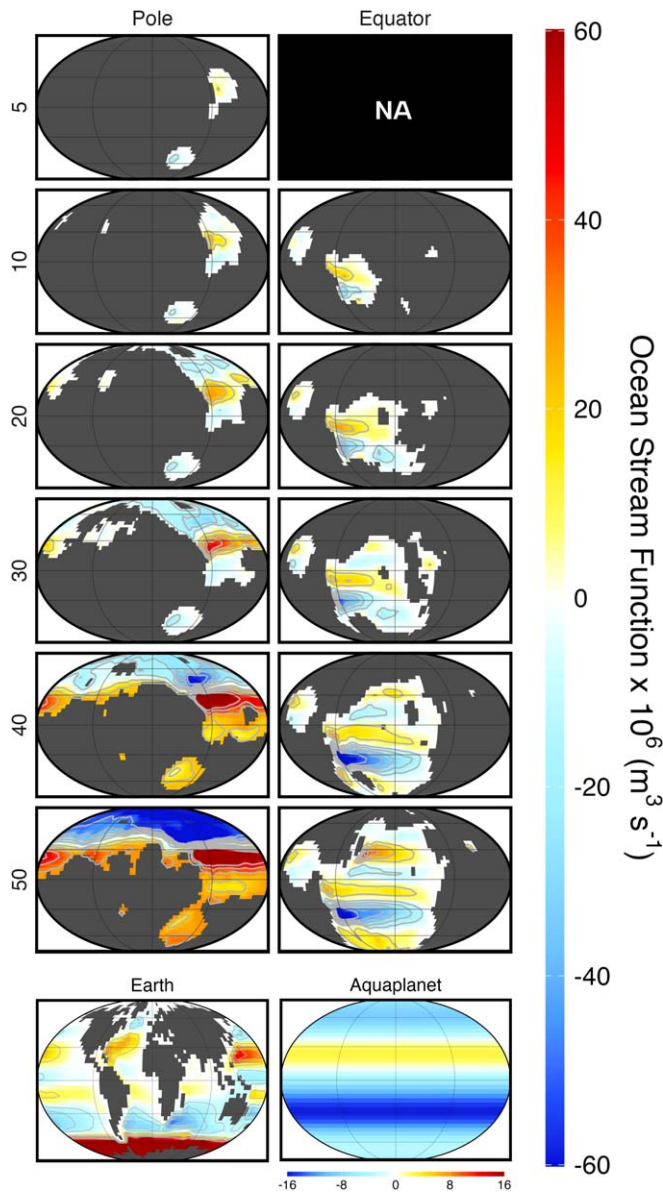 Pole Equator
5
NA
10
20
30
40
50
Earth Aquaplanet
-16 -8 0 8 16
60
40
20
0
-20
-40
-60
Ocean Stream Function x 10⁶ (m³ s⁻¹)